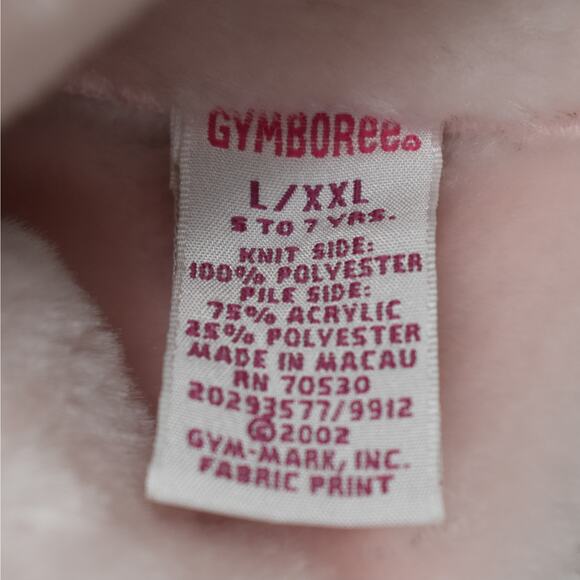 GYMBOREE
L/XXL
5 TO 7 YRS.
KNIT SIDE:
100% POLYESTER
PILE SIDE:
75% ACRYLIC
25% POLYESTER
MADE IN MACAU
RN 70530
20293577/9912
©2002
GYM-MARK, INC.
FABRIC PRINT